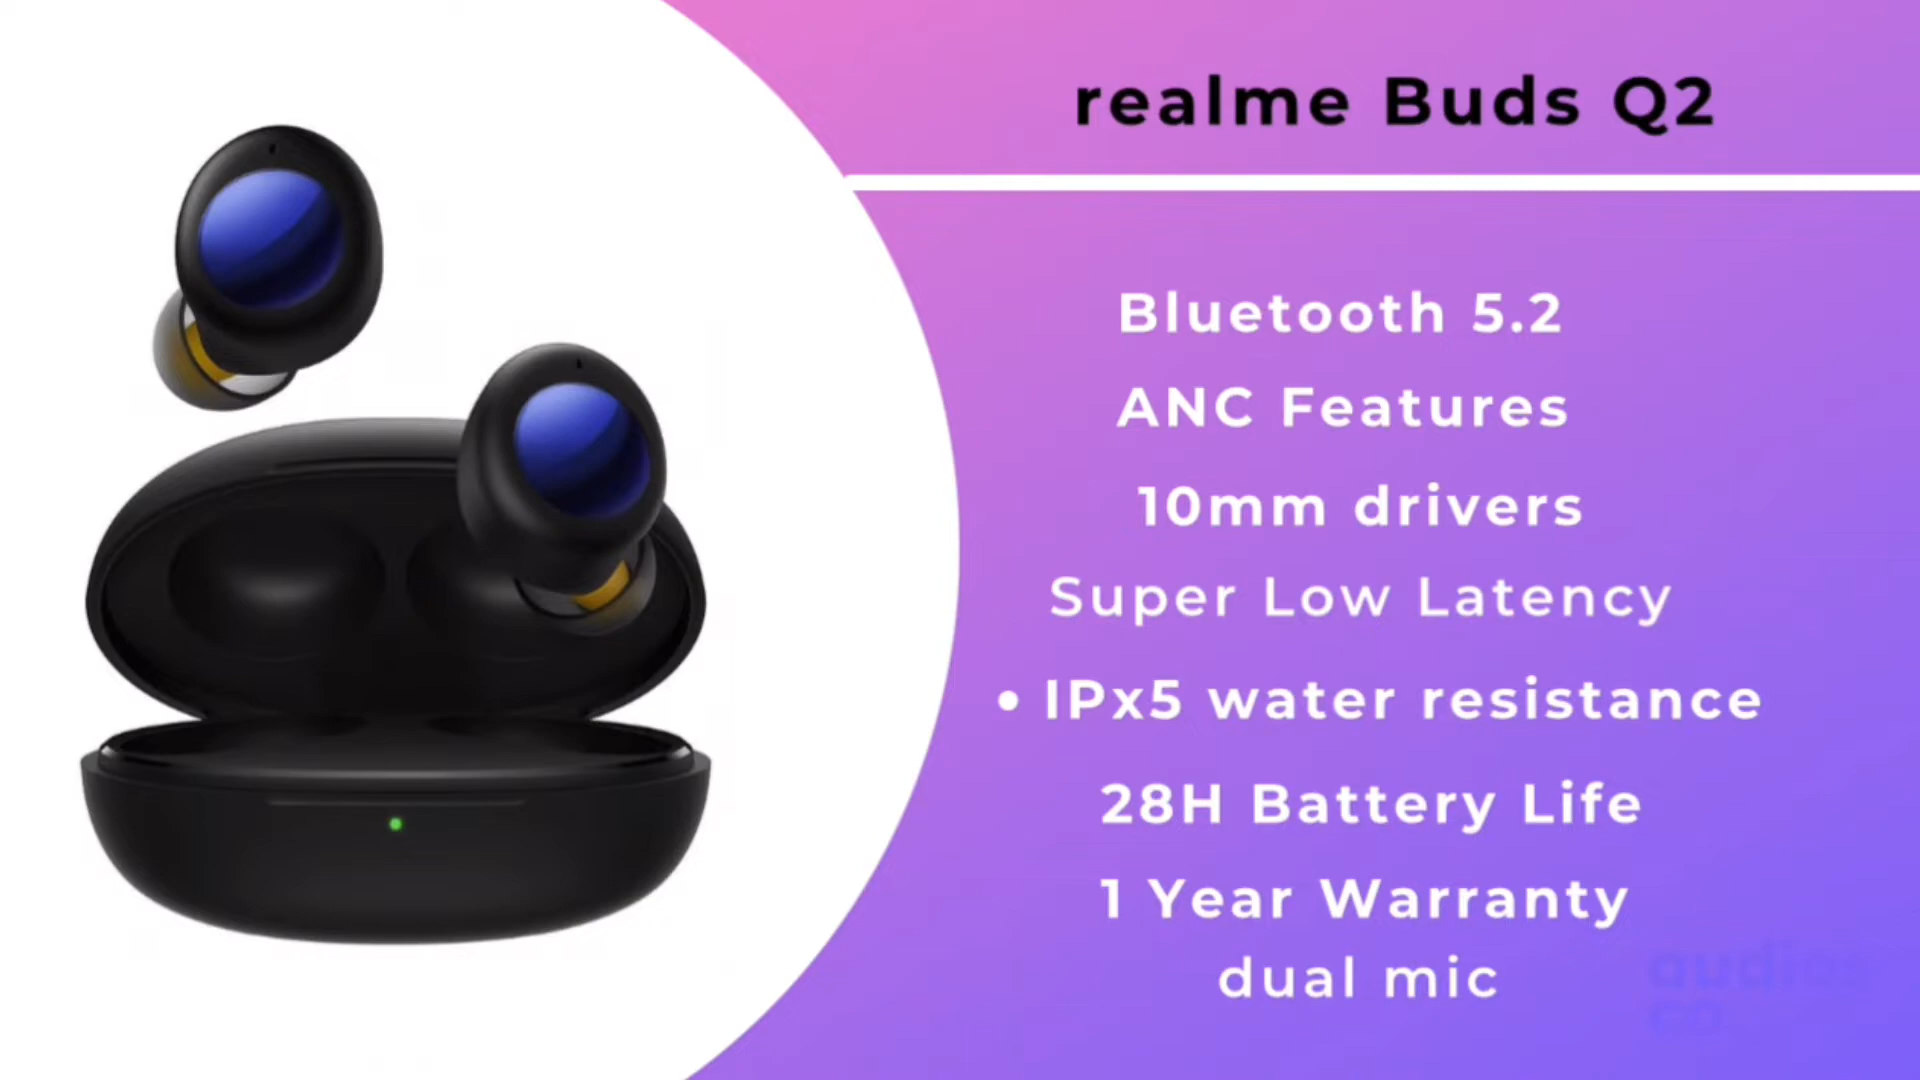 realme Buds Q2
Bluetooth 5.2
ANC Features
10mm drivers
Super Low Latency
• IPx5 water resistance
28H Battery Life
1 Year Warranty
dual mic